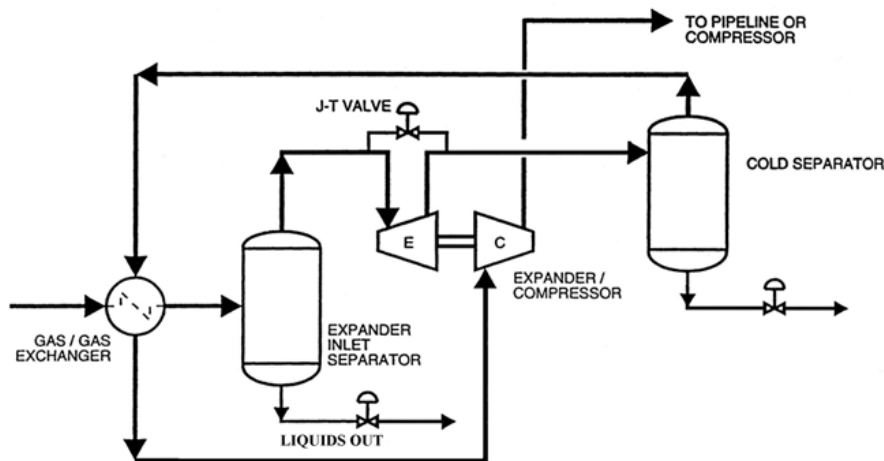 TO PIPELINE OR
COMPRESSOR
J-T VALVE
COLD SEPARATOR
E
C
EXPANDER /
COMPRESSOR
GAS / GAS
EXCHANGER
EXPANDER
INLET
SEPARATOR
LIQUIDS OUT